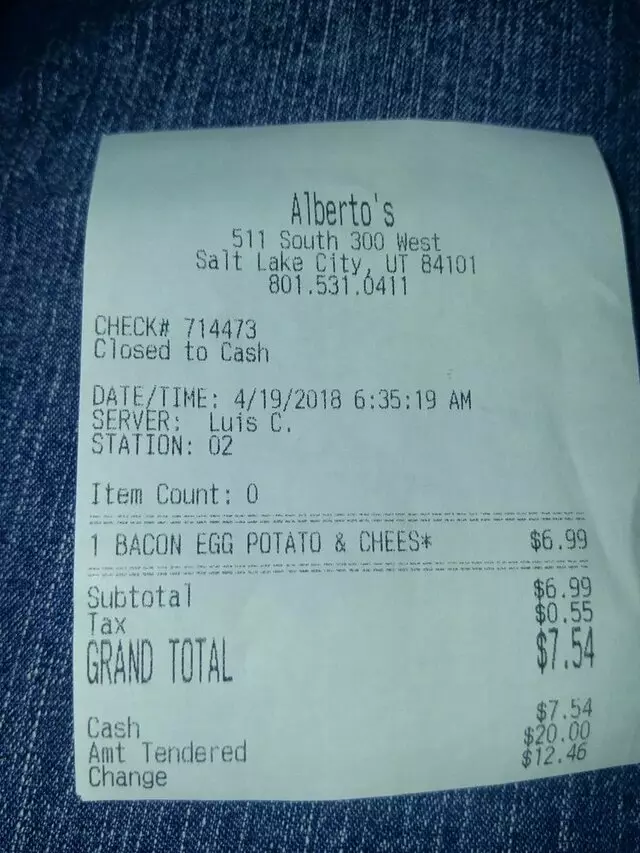 Alberto's
511 South 300 West
Salt Lake City, UT 84101
801.531.0411
CHECK# 714473
Closed to Cash
DATE/TIME: 4/19/2018 6:35:19 AM
SERVER: Luis C.
STATION: 02
Item Count: 0
1 BACON EGG POTATO & CHEES* $6.99
Subtotal $6.99
Tax $0.55
GRAND TOTAL $7.54
Cash $7.54
Amt Tendered $20.00
Change $12.46